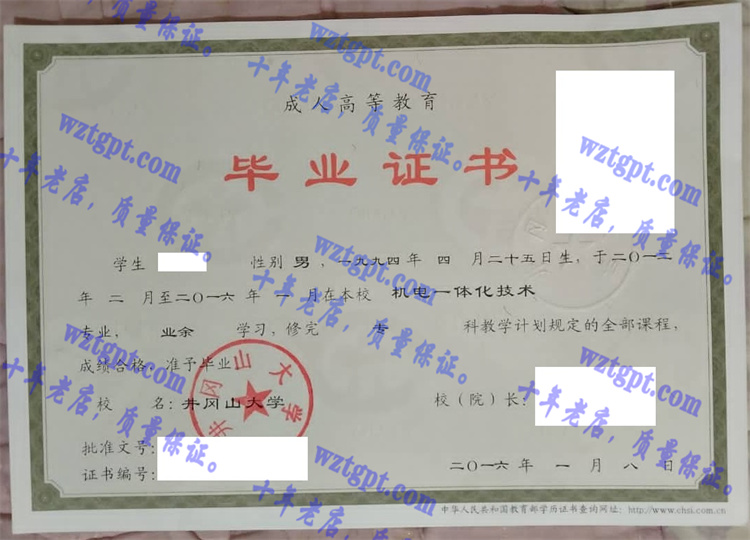 成人高等教育
毕业证书
学生 性别 男，一九九四年 四 月二十五日生，于二〇一二
年 二 月至二〇一六 年 一 月在本校 机电一体化技术
专业， 业余 学习，修完 专 科教学计划规定的全部课程，
成绩合格，准予毕业。
校 名：井冈山大学 校（院）长：
井冈山大学
批准文号：
证书编号： 二〇一六 年 一 月 八 日
中华人民共和国教育部学历证书查询网址：http://www.chsi.com.cn
wztgpt.com
十年老店，质量保证。